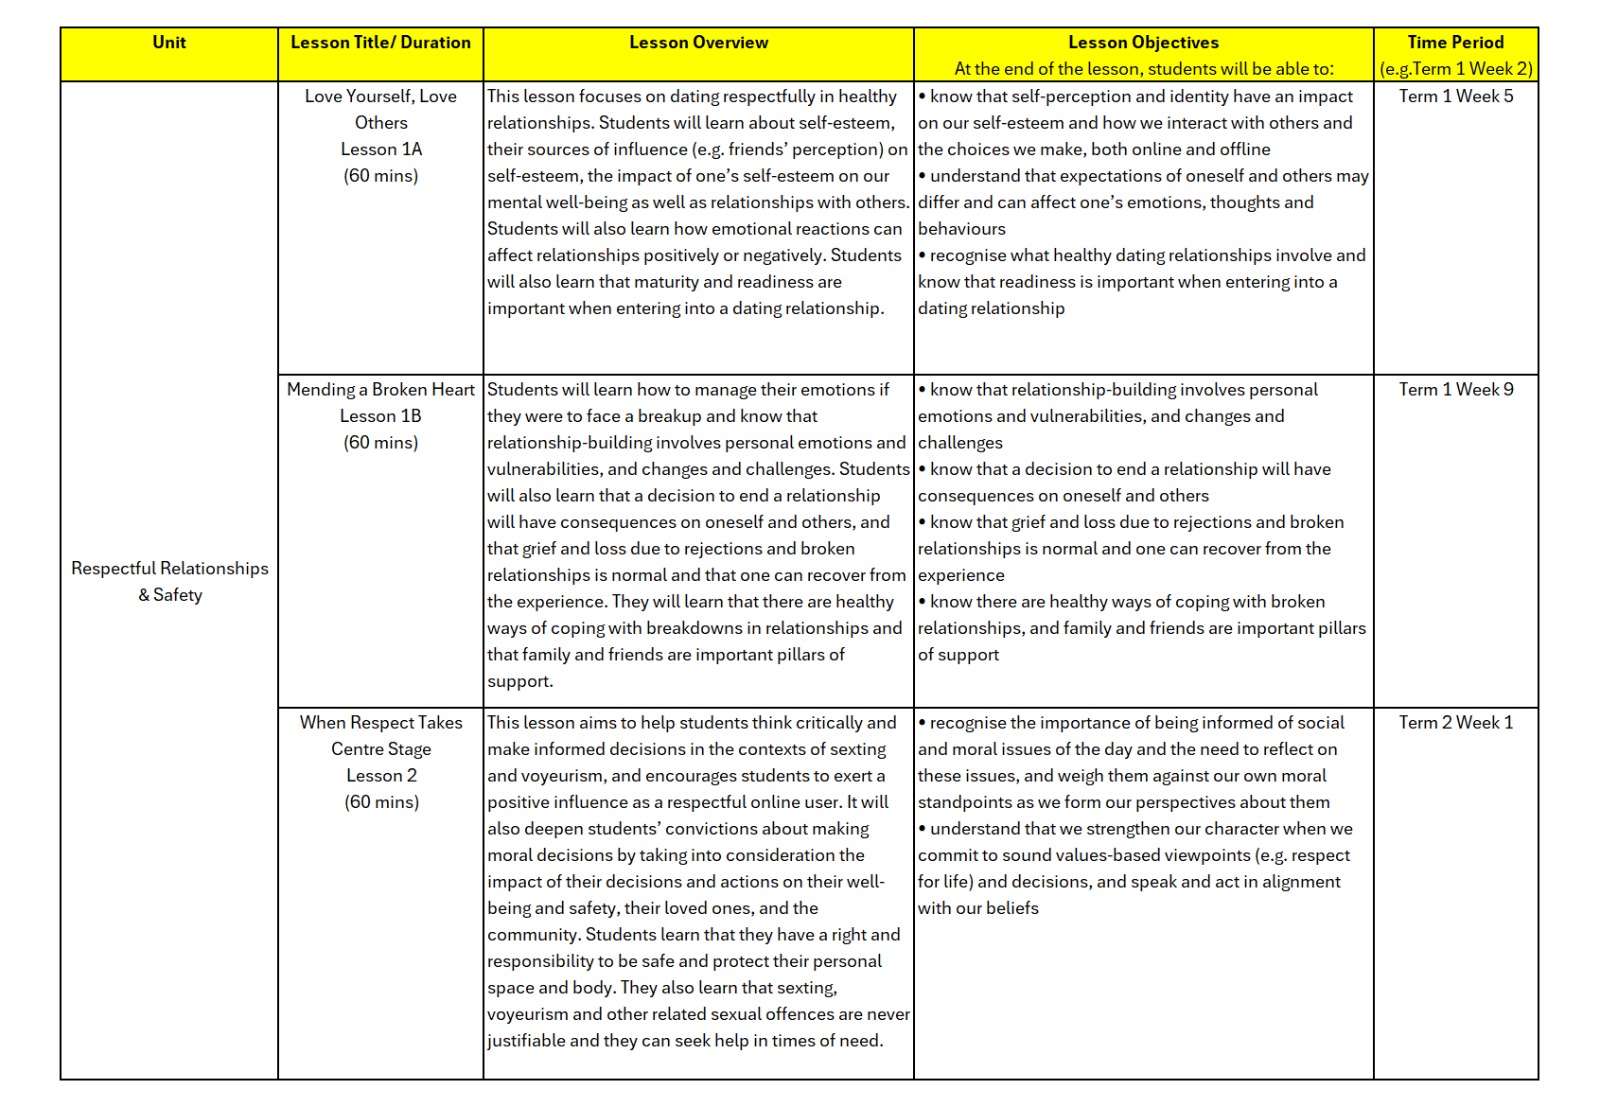 Unit
Lesson Title/ Duration
Lesson Overview
Lesson Objectives
At the end of the lesson, students will be able to:
Time Period
(e.g.Term 1 Week 2)
Respectful Relationships
& Safety
Love Yourself, Love
Others
Lesson 1A
(60 mins)
This lesson focuses on dating respectfully in healthy
relationships. Students will learn about self-esteem,
their sources of influence (e.g. friends’ perception) on
self-esteem, the impact of one’s self-esteem on our
mental well-being as well as relationships with others.
Students will also learn how emotional reactions can
affect relationships positively or negatively. Students
will also learn that maturity and readiness are
important when entering into a dating relationship.
• know that self-perception and identity have an impact
on our self-esteem and how we interact with others and
the choices we make, both online and offline
• understand that expectations of oneself and others may
differ and can affect one’s emotions, thoughts and
behaviours
• recognise what healthy dating relationships involve and
know that readiness is important when entering into a
dating relationship
Term 1 Week 5
Mending a Broken Heart
Lesson 1B
(60 mins)
Students will learn how to manage their emotions if
they were to face a breakup and know that
relationship-building involves personal emotions and
vulnerabilities, and changes and challenges. Students
will also learn that a decision to end a relationship
will have consequences on oneself and others, and
that grief and loss due to rejections and broken
relationships is normal and that one can recover from
the experience. They will learn that there are healthy
ways of coping with breakdowns in relationships and
that family and friends are important pillars of
support.
• know that relationship-building involves personal
emotions and vulnerabilities, and changes and
challenges
• know that a decision to end a relationship will have
consequences on oneself and others
• know that grief and loss due to rejections and broken
relationships is normal and one can recover from the
experience
• know there are healthy ways of coping with broken
relationships, and family and friends are important pillars
of support
Term 1 Week 9
When Respect Takes
Centre Stage
Lesson 2
(60 mins)
This lesson aims to help students think critically and
make informed decisions in the contexts of sexting
and voyeurism, and encourages students to exert a
positive influence as a respectful online user. It will
also deepen students’ convictions about making
moral decisions by taking into consideration the
impact of their decisions and actions on their well-
being and safety, their loved ones, and the
community. Students learn that they have a right and
responsibility to be safe and protect their personal
space and body. They also learn that sexting,
voyeurism and other related sexual offences are never
justifiable and they can seek help in times of need.
• recognise the importance of being informed of social
and moral issues of the day and the need to reflect on
these issues, and weigh them against our own moral
standpoints as we form our perspectives about them
• understand that we strengthen our character when we
commit to sound values-based viewpoints (e.g. respect
for life) and decisions, and speak and act in alignment
with our beliefs
Term 2 Week 1